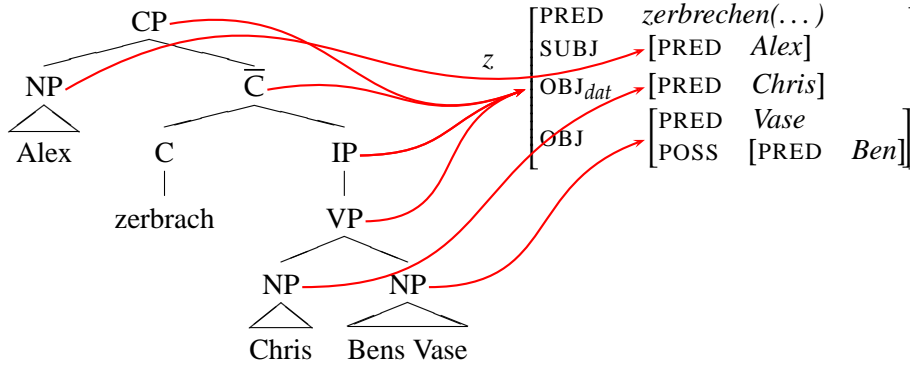 CP
NP C̅
Alex C IP
zerbrach VP
NP NP
Chris Bens Vase
z
PRED zerbrechen(...)
SUBJ [PRED Alex]
OBJdat [PRED Chris]
OBJ
PRED Vase
POSS [PRED Ben]